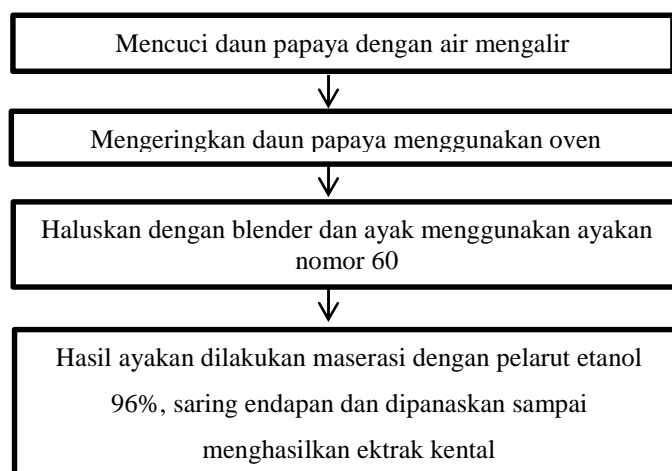 Mencuci daun papaya dengan air mengalir
Mengeringkan daun papaya menggunakan oven
Haluskan dengan blender dan ayak menggunakan ayakan
nomor 60
Hasil ayakan dilakukan maserasi dengan pelarut etanol
96%, saring endapan dan dipanaskan sampai
menghasilkan ektrak kental